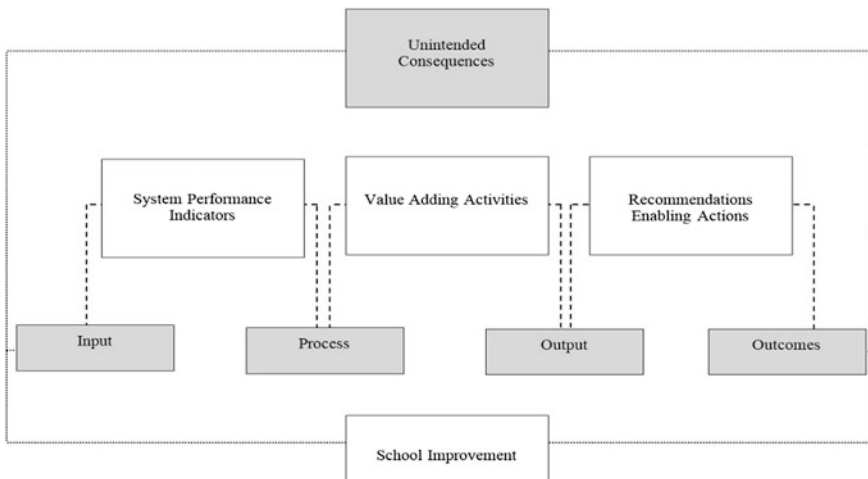 Unintended
Consequences
System Performance
Indicators
Value Adding Activities
Recommendations
Enabling Actions
Input
Process
Output
Outcomes
School Improvement